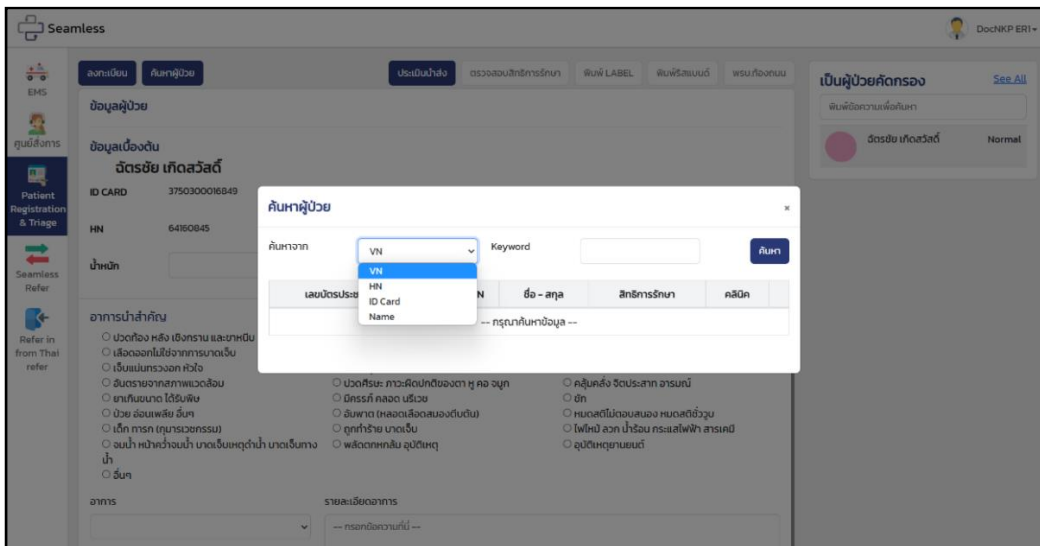 Seamless
DocNKP ER1
EMS
ศูนย์สั่งการ
Patient
Registration
& Triage
Seamless
Refer
Refer in
from Thai
refer
ลงทะเบียน
ค้นหาผู้ป่วย
ประเมินนำส่ง
ตรวจสอบสิทธิการรักษา
พิมพ์ LABEL
พิมพ์ริสแบนด์
พรบ.ท้องถนน
ข้อมูลผู้ป่วย
ข้อมูลเบื้องต้น
ฉัตรชัย เกิดสวัสดิ์
ID CARD 3750300016849
HN 64160845
น้ำหนัก
ค้นหาผู้ป่วย
×
ค้นหาจาก
VN
Keyword
ค้นหา
VN
HN
ID Card
Name
เลขบัตรประช
N
ชื่อ - สกุล
สิทธิการรักษา
คลินิค
-- กรุณาค้นหาข้อมูล --
อาการนำสำคัญ
ปวดท้อง หลัง เชิงกราน และขาหนีบ
เลือดออกไม่ใช่จากการบาดเจ็บ
เจ็บแน่นทรวงอก หัวใจ
อันตรายจากสภาพแวดล้อม
ยาเกินขนาด ได้รับพิษ
ป่วย อ่อนเพลีย อื่นๆ
เด็ก ทารก (กุมารเวชกรรม)
จมน้ำ หน้าคว่ำจมน้ำ บาดเจ็บเหตุดำน้ำ บาดเจ็บทาง
น้ำ
อื่นๆ
ปวดศีรษะ ภาวะผิดปกติของตา หู คอ จมูก
มีครรภ์ คลอด นรีเวช
อัมพาต (หลอดเลือดสมองตีบตัน)
ถูกทำร้าย บาดเจ็บ
พลัดตกหกล้ม อุบัติเหตุ
คลุ้มคลั่ง จิตประสาท อารมณ์
ชัก
หมดสติไม่ตอบสนอง หมดสติชั่ววูบ
ไฟไหม้ ลวก น้ำร้อน กระแสไฟฟ้า สารเคมี
อุบัติเหตุยานยนต์
อาการ
รายละเอียดอาการ
-- กรอกข้อความที่นี่ --
เป็นผู้ป่วยคัดกรอง
See All
พิมพ์ข้อความเพื่อค้นหา
ฉัตรชัย เกิดสวัสดิ์
Normal